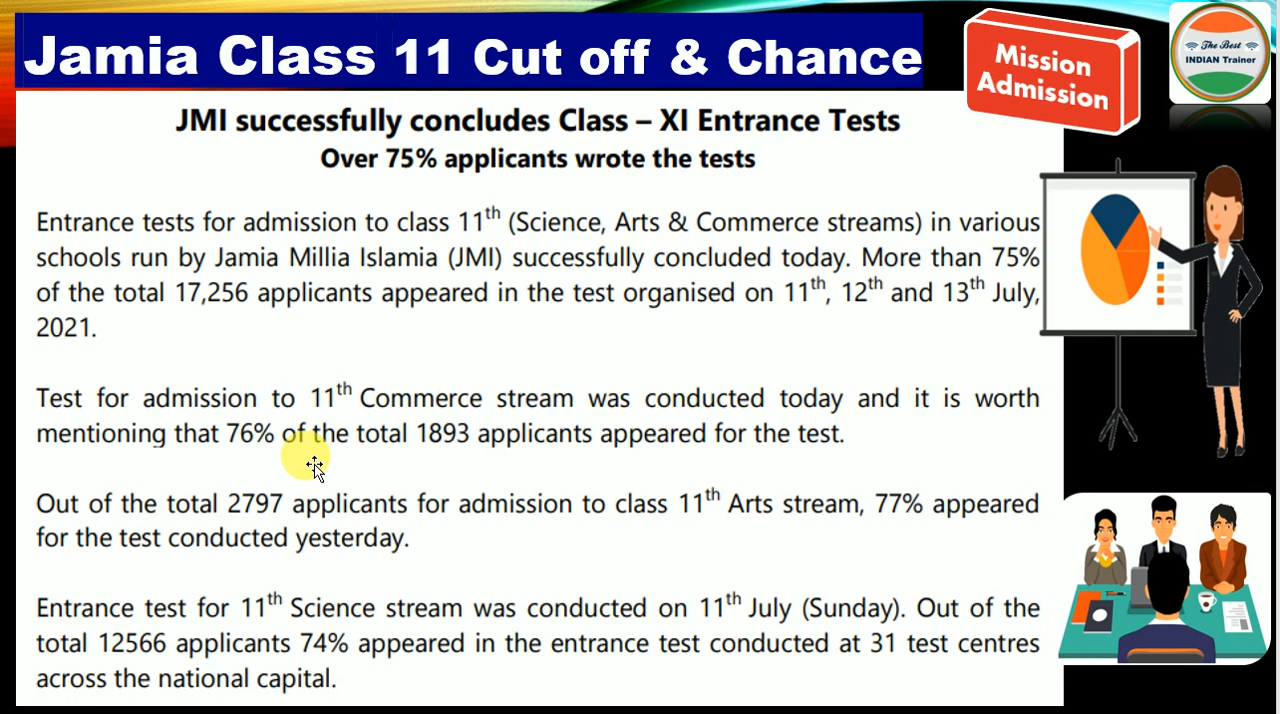 Jamia Class 11 Cut off & Chance
Mission
Admission
The Best
INDIAN Trainer
JMI successfully concludes Class – XI Entrance Tests
Over 75% applicants wrote the tests
Entrance tests for admission to class 11th (Science, Arts & Commerce streams) in various
schools run by Jamia Millia Islamia (JMI) successfully concluded today. More than 75%
of the total 17,256 applicants appeared in the test organised on 11th, 12th and 13th July,
2021.
Test for admission to 11th Commerce stream was conducted today and it is worth
mentioning that 76% of the total 1893 applicants appeared for the test.
Out of the total 2797 applicants for admission to class 11th Arts stream, 77% appeared
for the test conducted yesterday.
Entrance test for 11th Science stream was conducted on 11th July (Sunday). Out of the
total 12566 applicants 74% appeared in the entrance test conducted at 31 test centres
across the national capital.